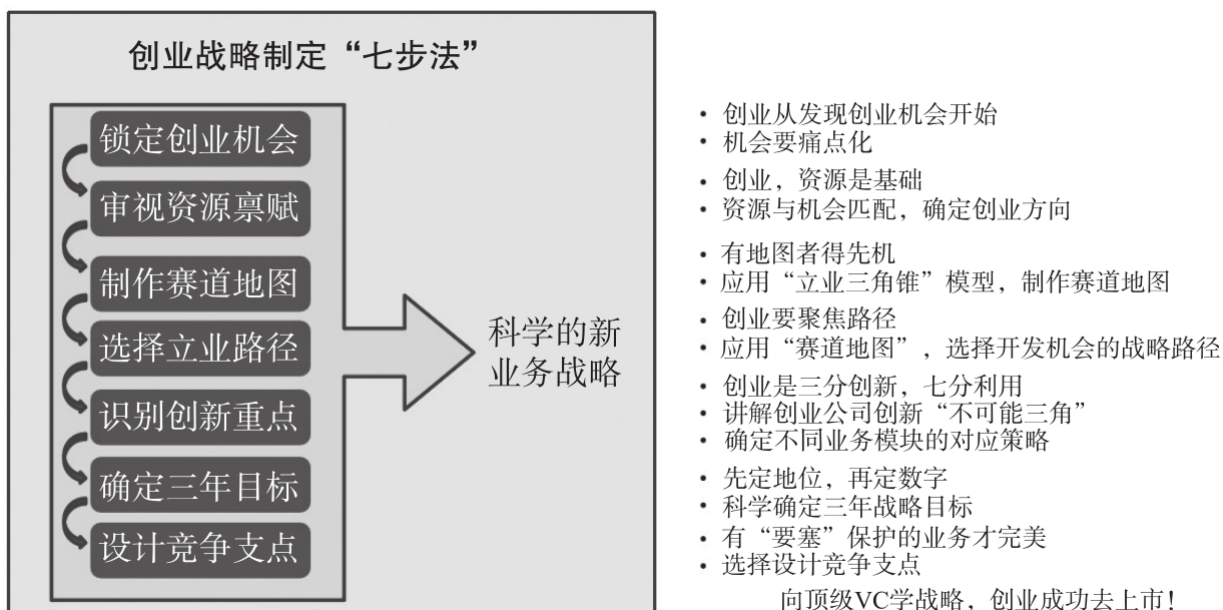 创业战略制定“七步法”
锁定创业机会
审视资源禀赋
制作赛道地图
选择立业路径
识别创新重点
确定三年目标
设计竞争支点
科学的新
业务战略
• 创业从发现创业机会开始
• 机会要痛点化
• 创业，资源是基础
• 资源与机会匹配，确定创业方向
• 有地图者得先机
• 应用“立业三角锥”模型，制作赛道地图
• 创业要聚焦路径
• 应用“赛道地图”，选择开发机会的战略路径
• 创业是三分创新，七分利用
• 讲解创业公司创新“不可能三角”
• 确定不同业务模块的对应策略
• 先定地位，再定数字
• 科学确定三年战略目标
• 有“要塞”保护的业务才完美
• 选择设计竞争支点
向顶级VC学战略，创业成功去上市！